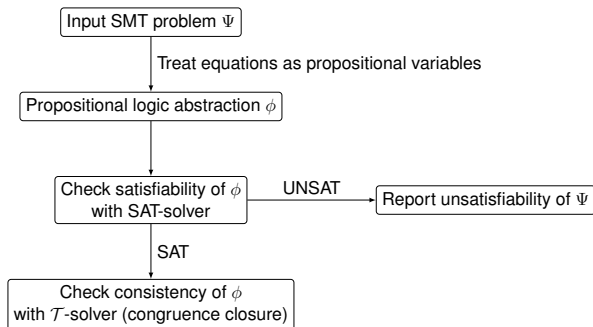 Input SMT problem Ψ
Treat equations as propositional variables
Propositional logic abstraction ϕ
Check satisfiability of ϕ
with SAT-solver
UNSAT
Report unsatisfiability of Ψ
SAT
Check consistency of ϕ
with 𝒯-solver (congruence closure)